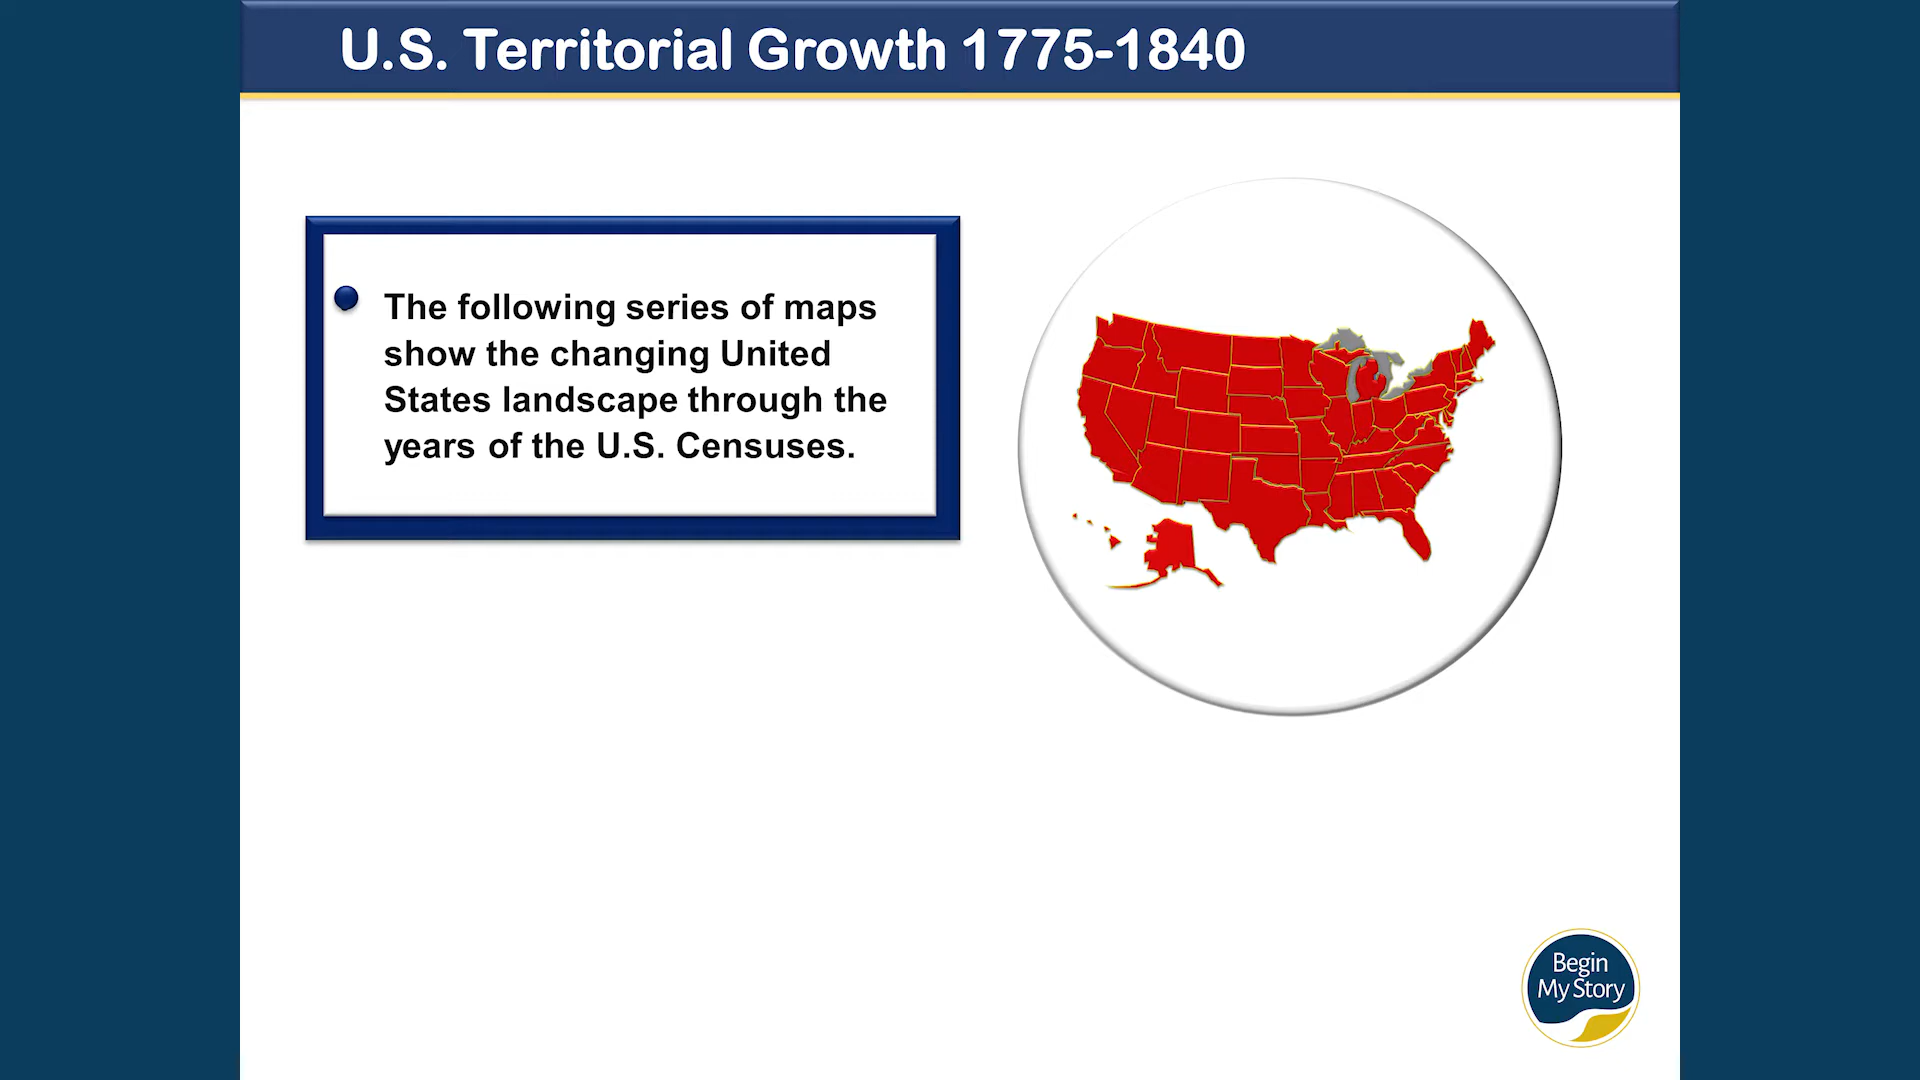 U.S. Territorial Growth 1775-1840
The following series of maps
show the changing United
States landscape through the
years of the U.S. Censuses.
Begin
My Story